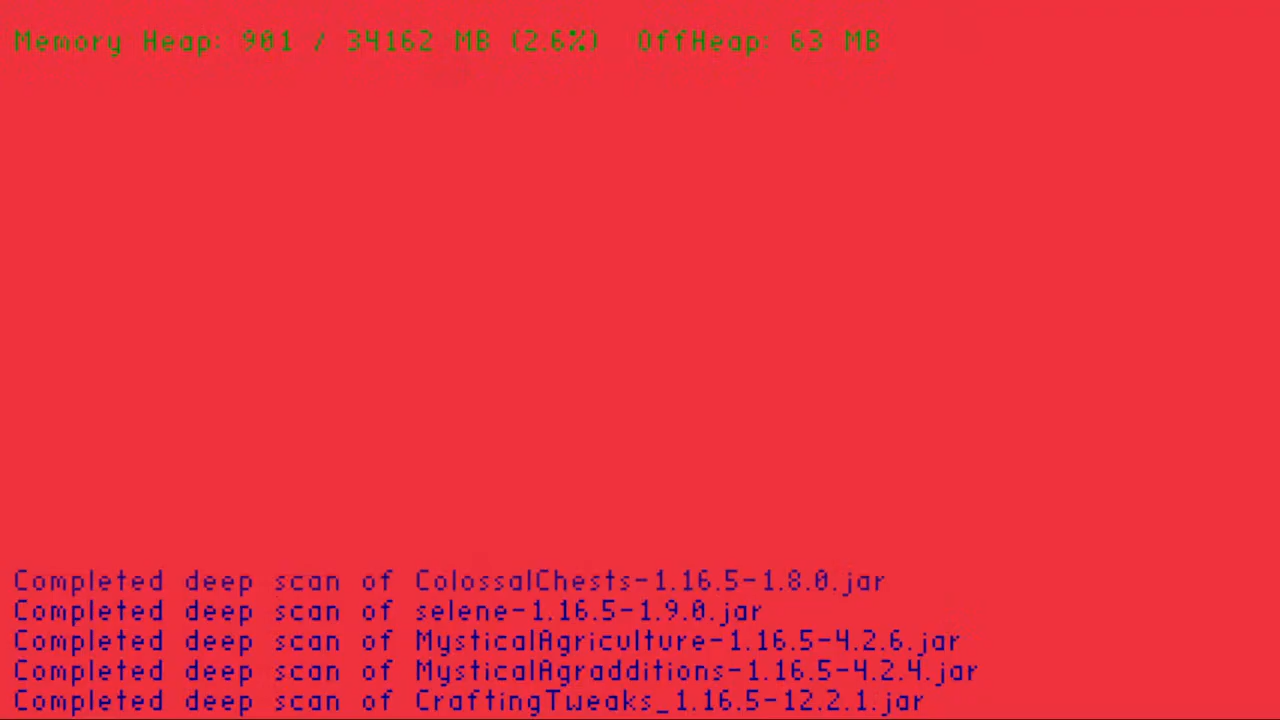 Memory Heap: 901 / 34162 MB (2.6%)  OffHeap: 63 MB
Completed deep scan of ColossalChests-1.16.5-1.8.0.jar
Completed deep scan of selene-1.16.5-1.9.0.jar
Completed deep scan of MysticalAgriculture-1.16.5-4.2.6.jar
Completed deep scan of MysticalAgradditions-1.16.5-4.2.4.jar
Completed deep scan of CraftingTweaks_1.16.5-12.2.1.jar